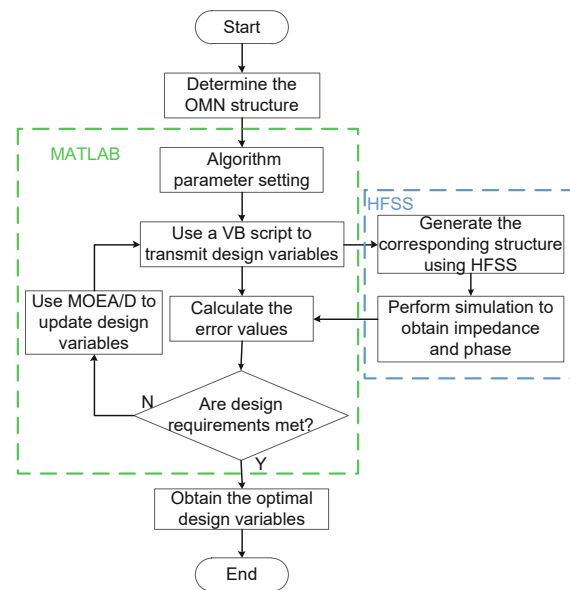 Start
Determine the
OMN structure
MATLAB
Algorithm
parameter setting
HFSS
Use a VB script to
transmit design variables
Generate the
corresponding structure
using HFSS
Use MOEA/D to
update design
variables
Calculate the
error values
Perform simulation to
obtain impedance
and phase
N
Are design
requirements met?
Y
Obtain the optimal
design variables
End